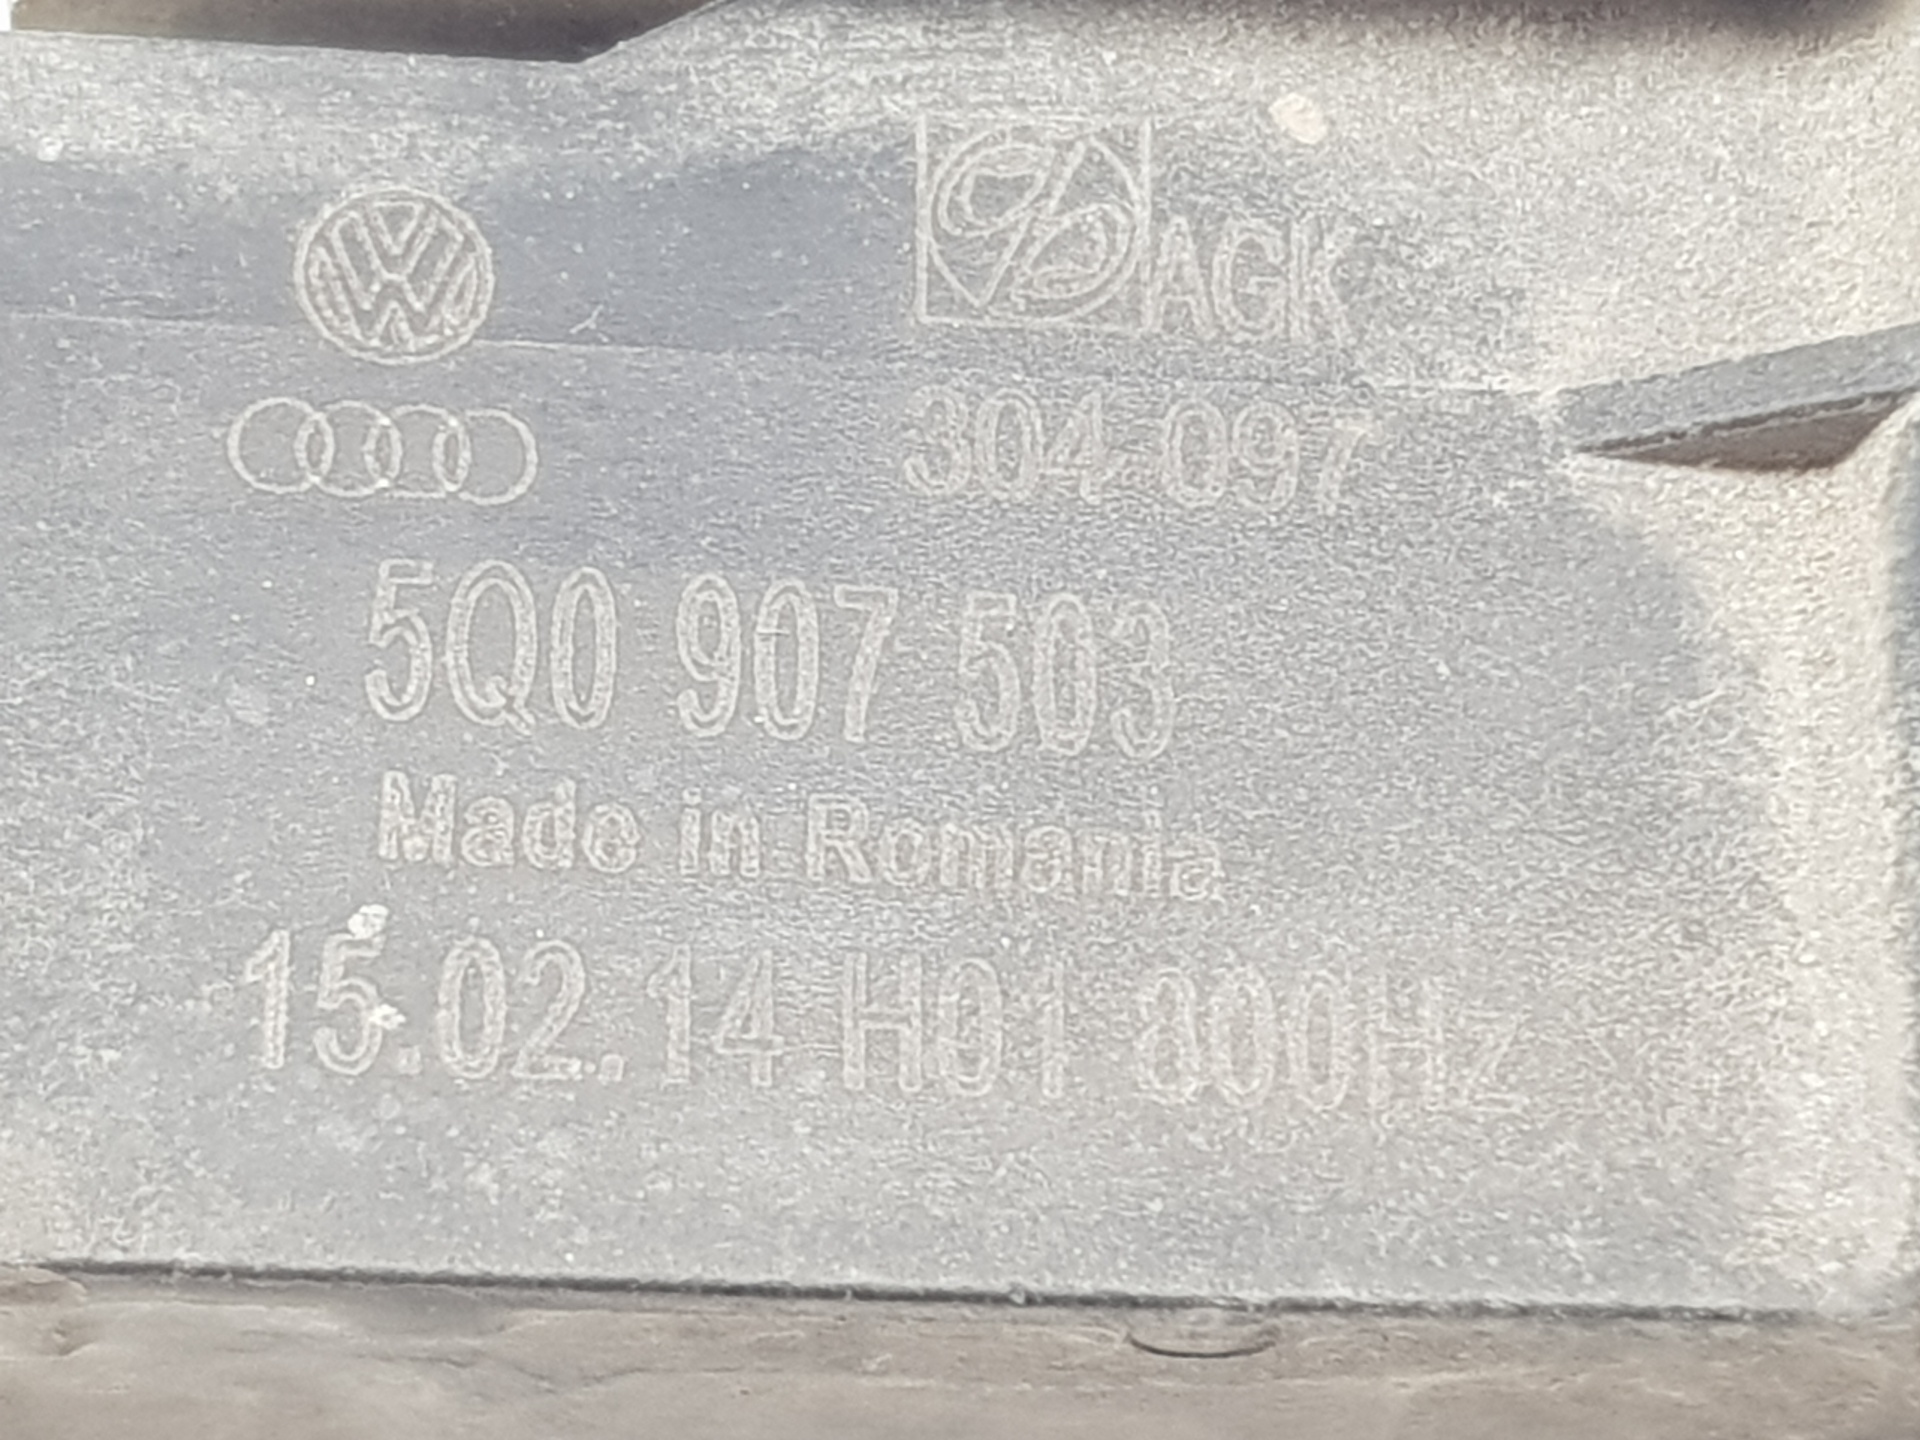 AGK
304 097
5Q0 907 503
Made in Romania
15.02.14 H01 800Hz